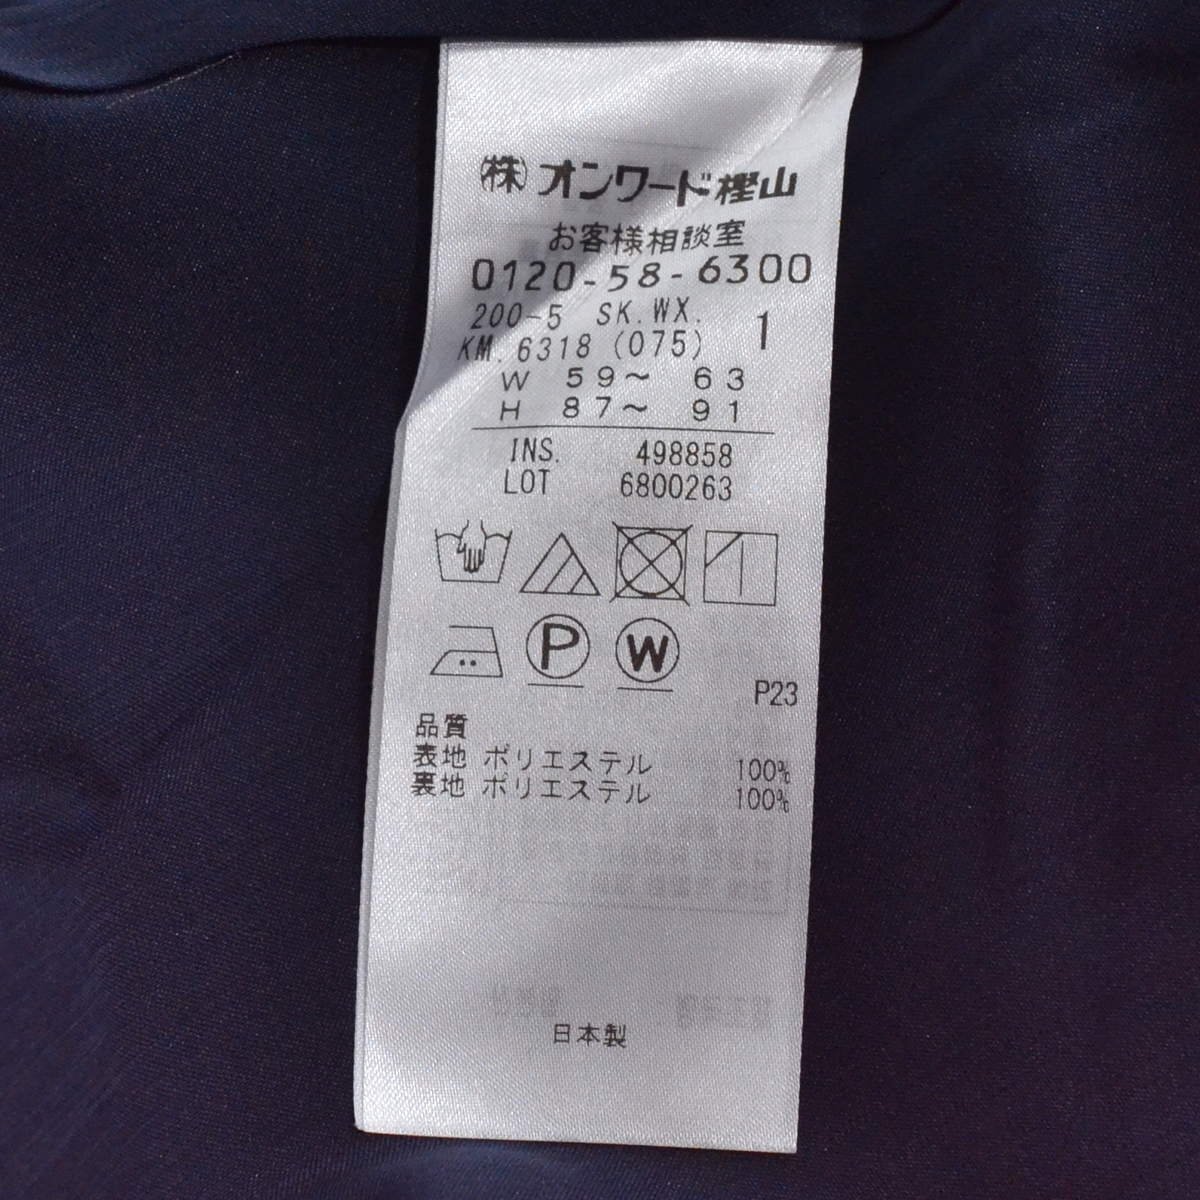 (株)オンワード樫山
お客様相談室
0120-58-6300
200-5 SK.WX. 1
KM.6318(075)
W 59～ 63
H 87～ 91
INS. 498858
LOT 6800263
P W
P23
品質
表地 ポリエステル 100%
裏地 ポリエステル 100%
日本製